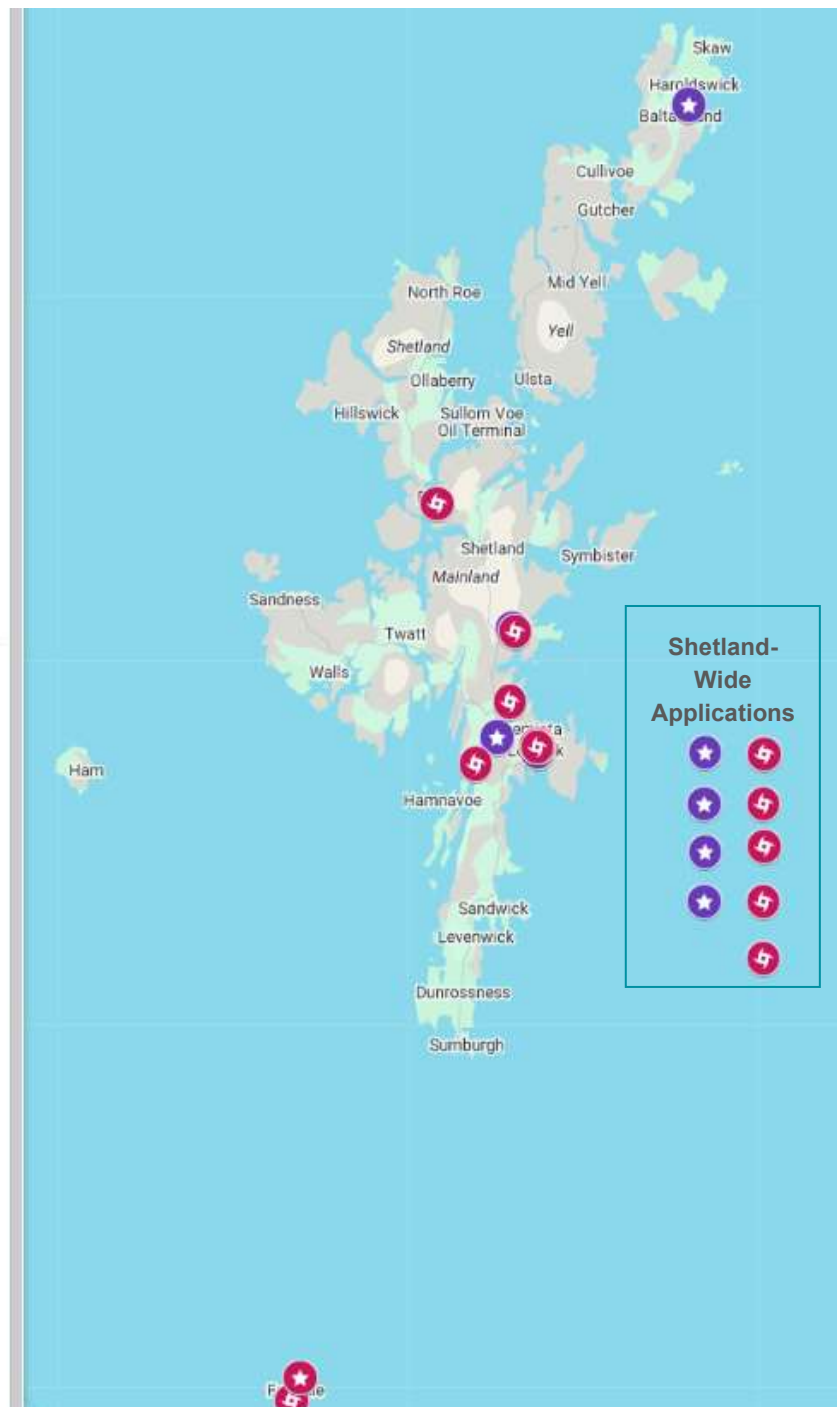 Skaw
Haroldswick
Cullivoe
Gutcher
Mid Yell
North Roe
Yell
Shetland
Ollaberry
Ulsta
Hillswick
Sullom Voe
Oil Terminal
Shetland
Symbister
Mainland
Sandness
Twatt
Walls
Shetland-
Wide
Applications
Ham
Hamnavoe
Sandwick
Levenwick
Dunrossness
Sumburgh